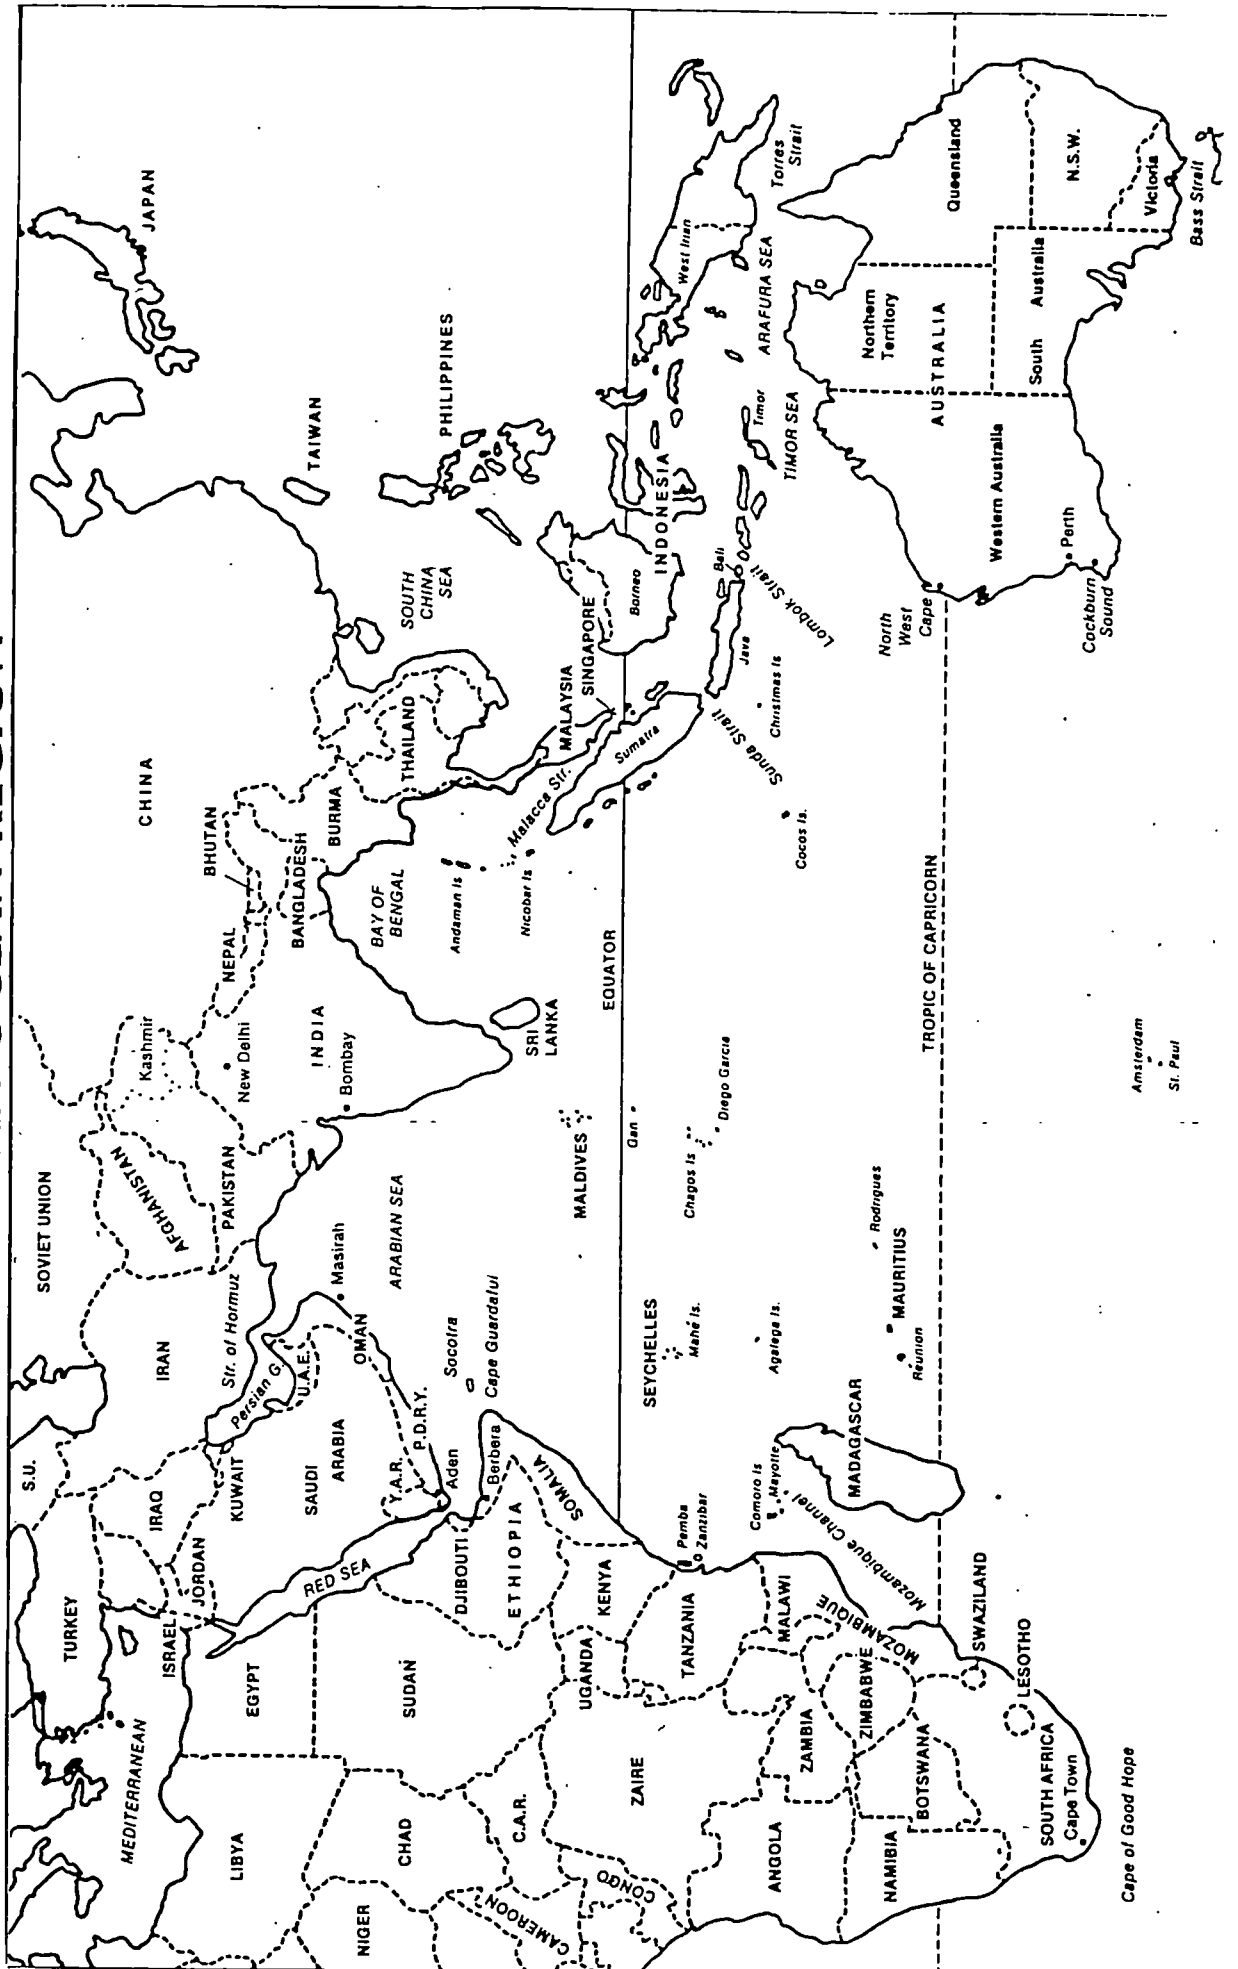 SOVIET UNION
S.U.
TURKEY
MEDITERRANEAN
ISRAEL
JORDAN
IRAQ
KUWAIT
IRAN
Str. of Hormuz
Persian G.
U.A.E.
SAUDI
ARABIA
OMAN
Masirah
Y.A.R.
P.D.R.Y.
Aden
RED SEA
AFGHANISTAN
PAKISTAN
Kashmir
New Delhi
NEPAL
BHUTAN
CHINA
JAPAN
TAIWAN
PHILIPPINES
BANGLADESH
BURMA
THAILAND
INDIA
Bombay
BAY OF
BENGAL
SOUTH
CHINA
SEA
ARABIAN SEA
Socotra
Cape Guardafui
Berbera
SOMALIA
DJIBOUTI
ETHIOPIA
EGYPT
LIBYA
SUDAN
CHAD
NIGER
C.A.R.
CAMEROON
CONGO
ZAIRE
UGANDA
KENYA
TANZANIA
Pemba
Zanzibar
Andaman Is
Nicobar Is
SRI
LANKA
MALDIVES
Gan
EQUATOR
Malacca Str.
MALAYSIA
SINGAPORE
Sumatra
Borneo
INDONESIA
West Irian
Java
Bali
Timor
Sunda Strait
Lombok Strait
Christmas Is
Cocos Is.
TIMOR SEA
ARAFURA SEA
Torres
Strait
SEYCHELLES
Mahé Is.
Chagos Is
Diego Garcia
Agalega Is.
Comoro Is
Mayotte
MADAGASCAR
Mozambique Channel
MAURITIUS
Rodrigues
Reunion
ANGOLA
ZAMBIA
MALAWI
MOZAMBIQUE
ZIMBABWE
NAMIBIA
BOTSWANA
SWAZILAND
LESOTHO
SOUTH AFRICA
Cape Town
Cape of Good Hope
TROPIC OF CAPRICORN
Amsterdam
St. Paul
North
West
Cape
Perth
Cockburn
Sound
Western Australia
Northern
Territory
AUSTRALIA
South Australia
Queensland
N.S.W.
Victoria
Bass Strait